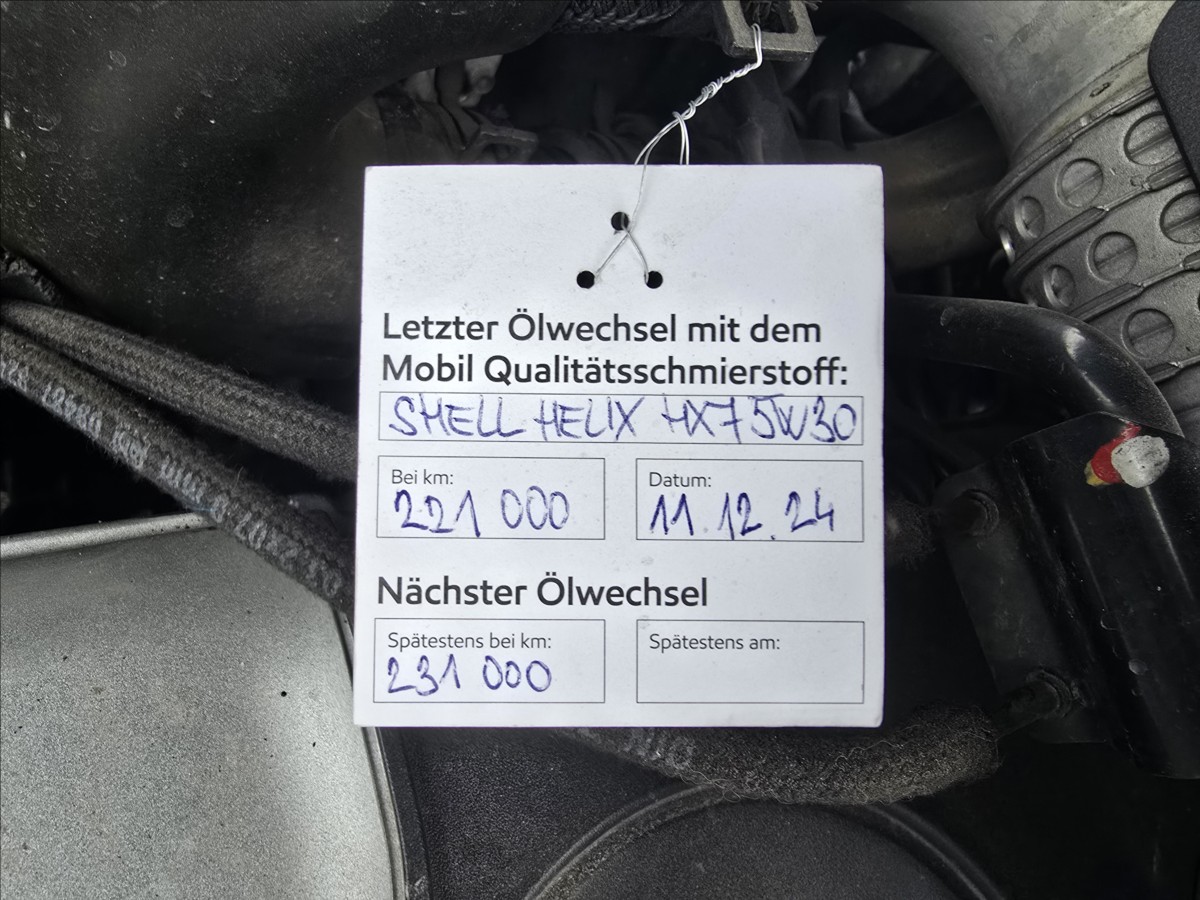 Letzter Ölwechsel mit dem
Mobil Qualitätsschmierstoff:
SHELL HELIX HX7 5W30
Bei km:
221 000
Datum:
11.12.24
Nächster Ölwechsel
Spätestens bei km:
231 000
Spätestens am: